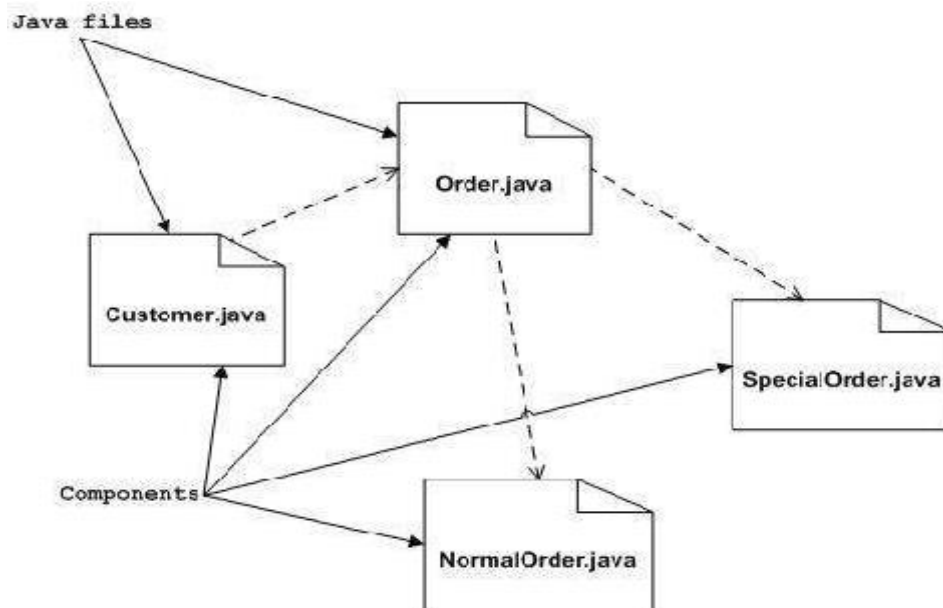 Java files
Order.java
Customer.java
SpecialOrder.java
Components
NormalOrder.java